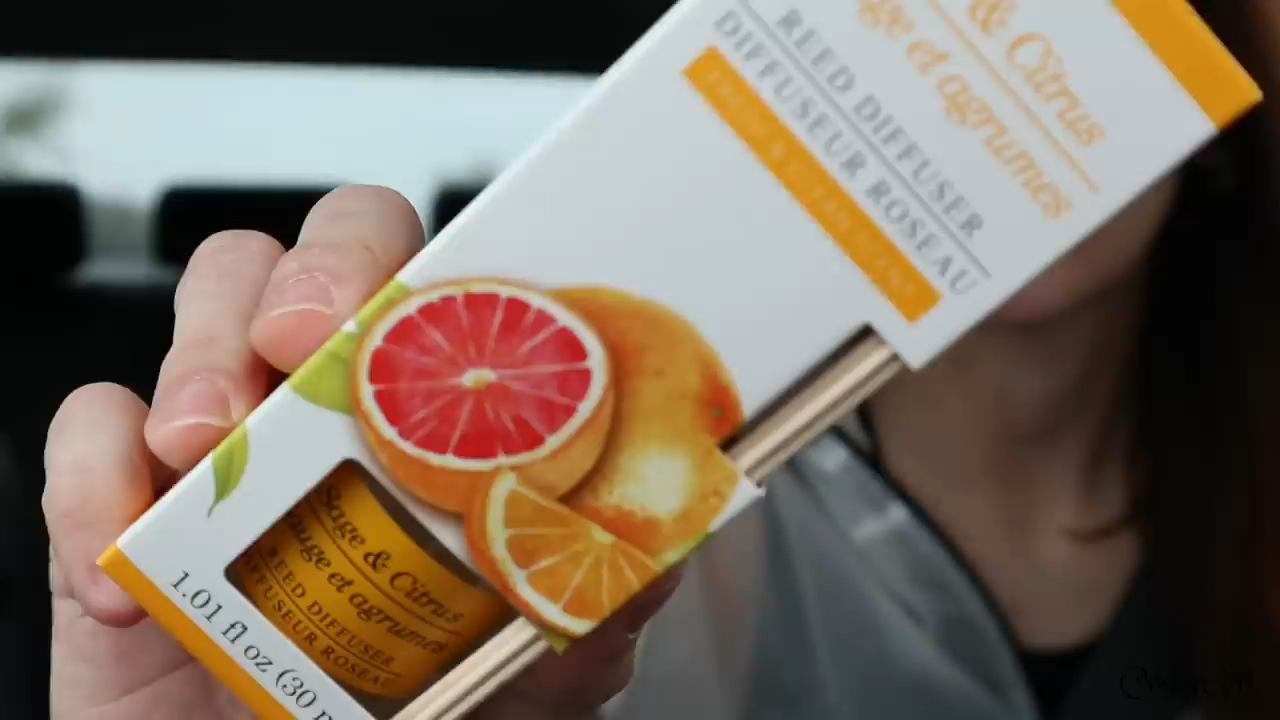 & Citrus
ge et agrumes
REED DIFFUSER
DIFFUSEUR ROSEAU
Sage & Citrus
auge et agrumes
REED DIFFUSER
DIFFUSEUR ROSEAU
1.01 fl oz (30 m